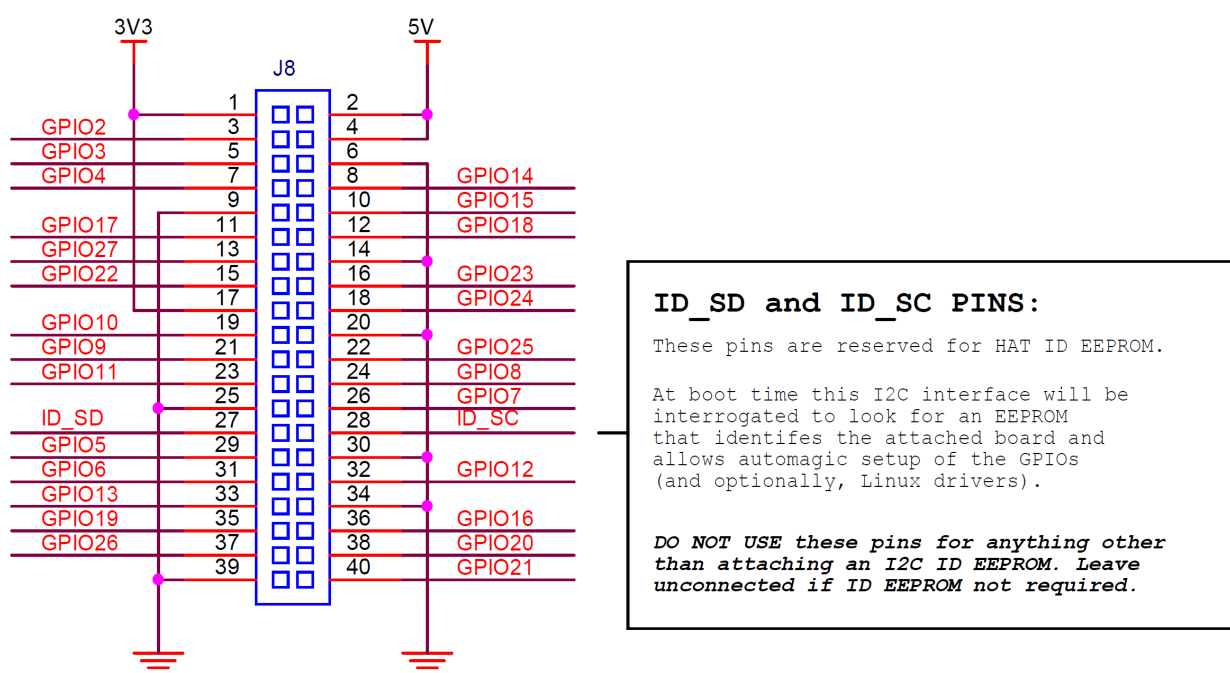 3V3 5V
J8
1 2
GPIO2 3 4
GPIO3 5 6
GPIO4 7 8 GPIO14
9 10 GPIO15
GPIO17 11 12 GPIO18
GPIO27 13 14
GPIO22 15 16 GPIO23
17 18 GPIO24
GPIO10 19 20
GPIO9 21 22 GPIO25
GPIO11 23 24 GPIO8
25 26 GPIO7
ID_SD 27 28 ID_SC
GPIO5 29 30
GPIO6 31 32 GPIO12
GPIO13 33 34
GPIO19 35 36 GPIO16
GPIO26 37 38 GPIO20
39 40 GPIO21
ID_SD and ID_SC PINS:
These pins are reserved for HAT ID EEPROM.
At boot time this I2C interface will be
interrogated to look for an EEPROM
that identifes the attached board and
allows automagic setup of the GPIOs
(and optionally, Linux drivers).
DO NOT USE these pins for anything other
than attaching an I2C ID EEPROM. Leave
unconnected if ID EEPROM not required.